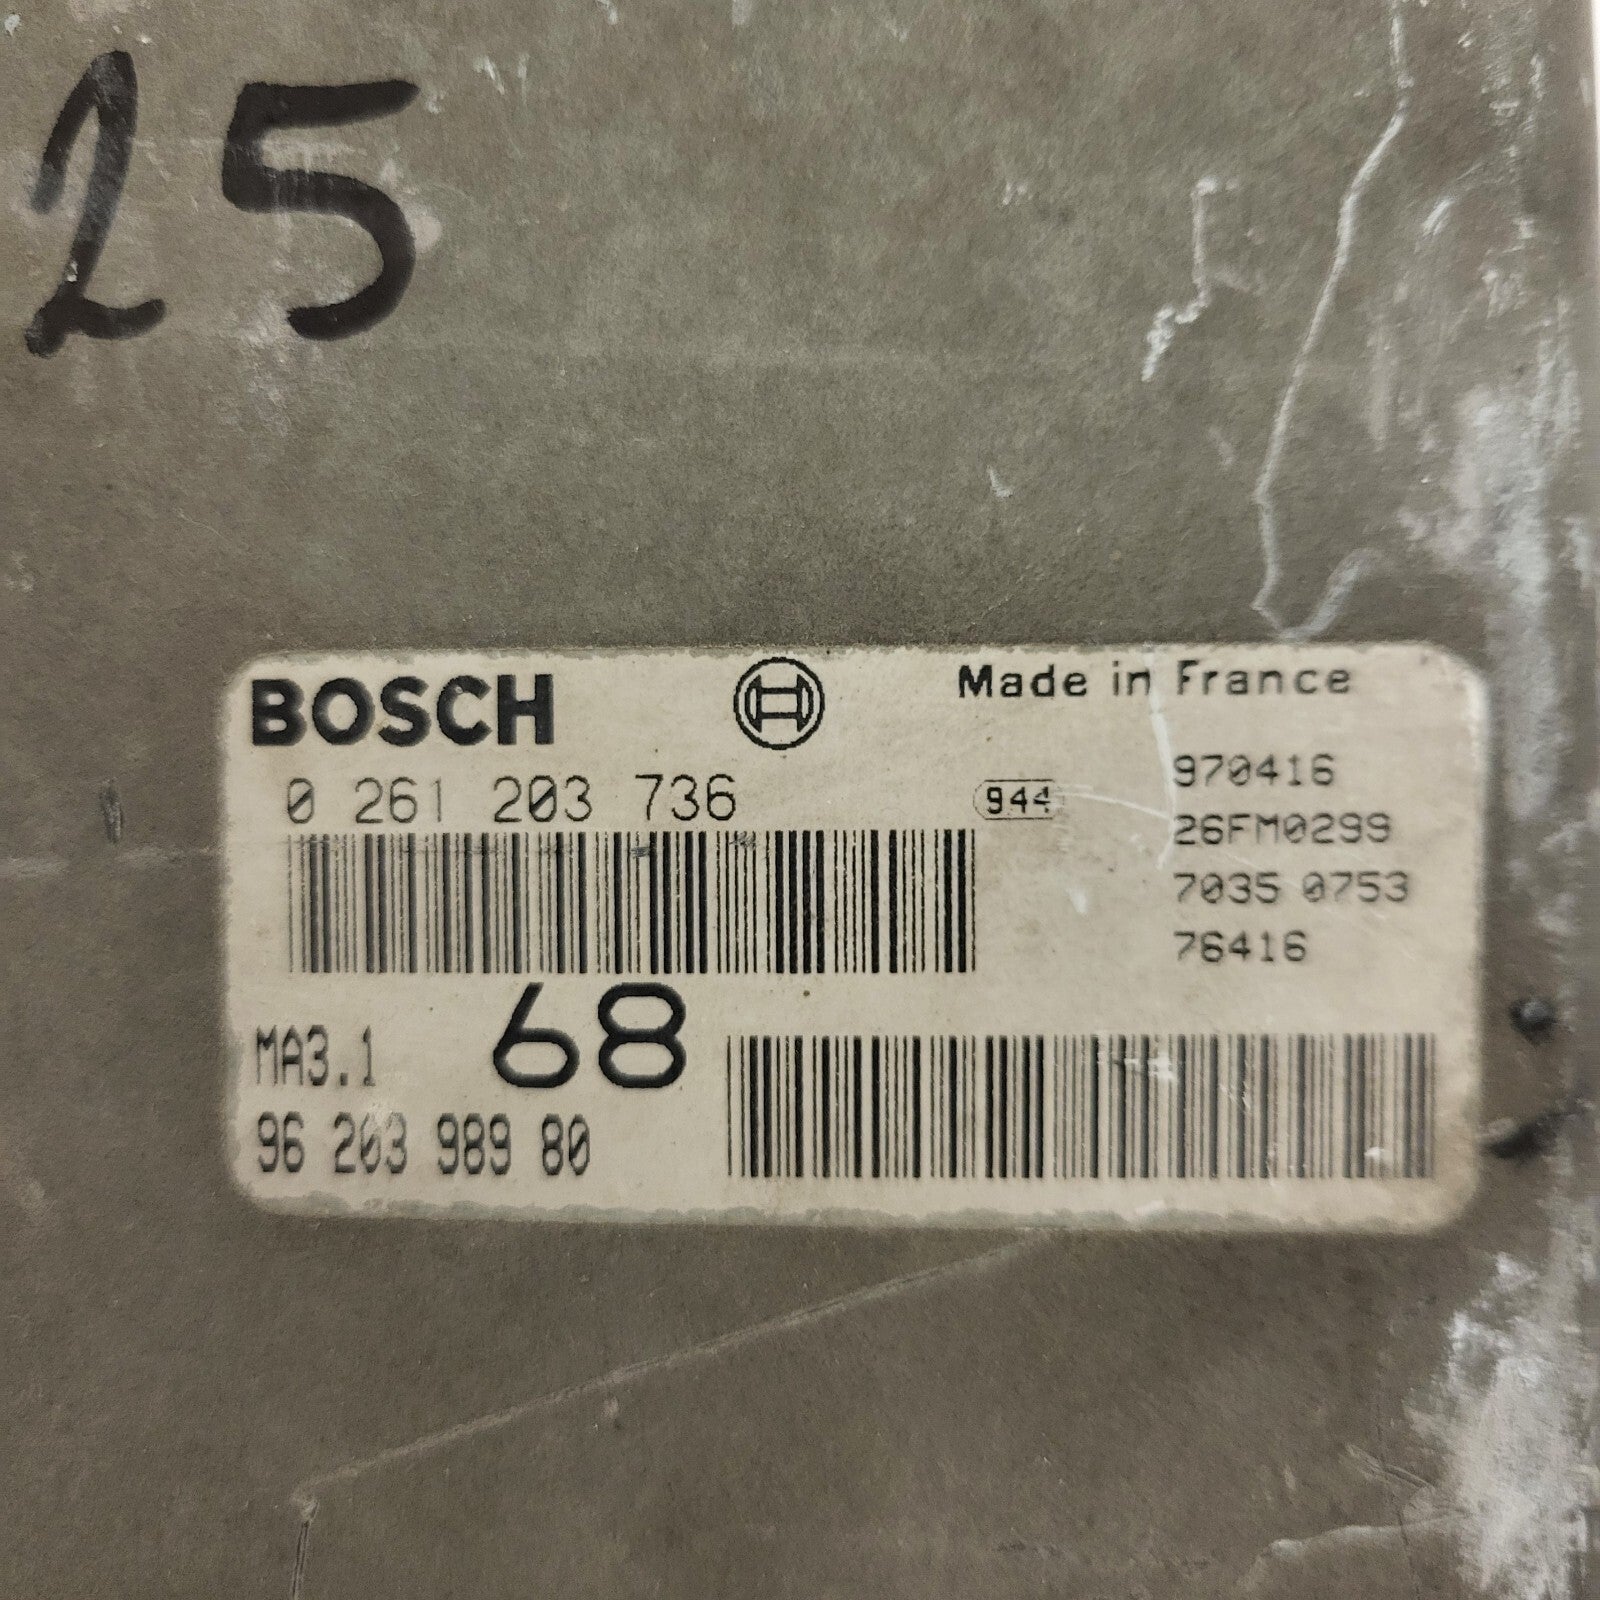 25
BOSCH
Made in France
0 261 203 736
944
970416
26FM0299
7035 0753
76416
MA3.1
68
96 203 989 80